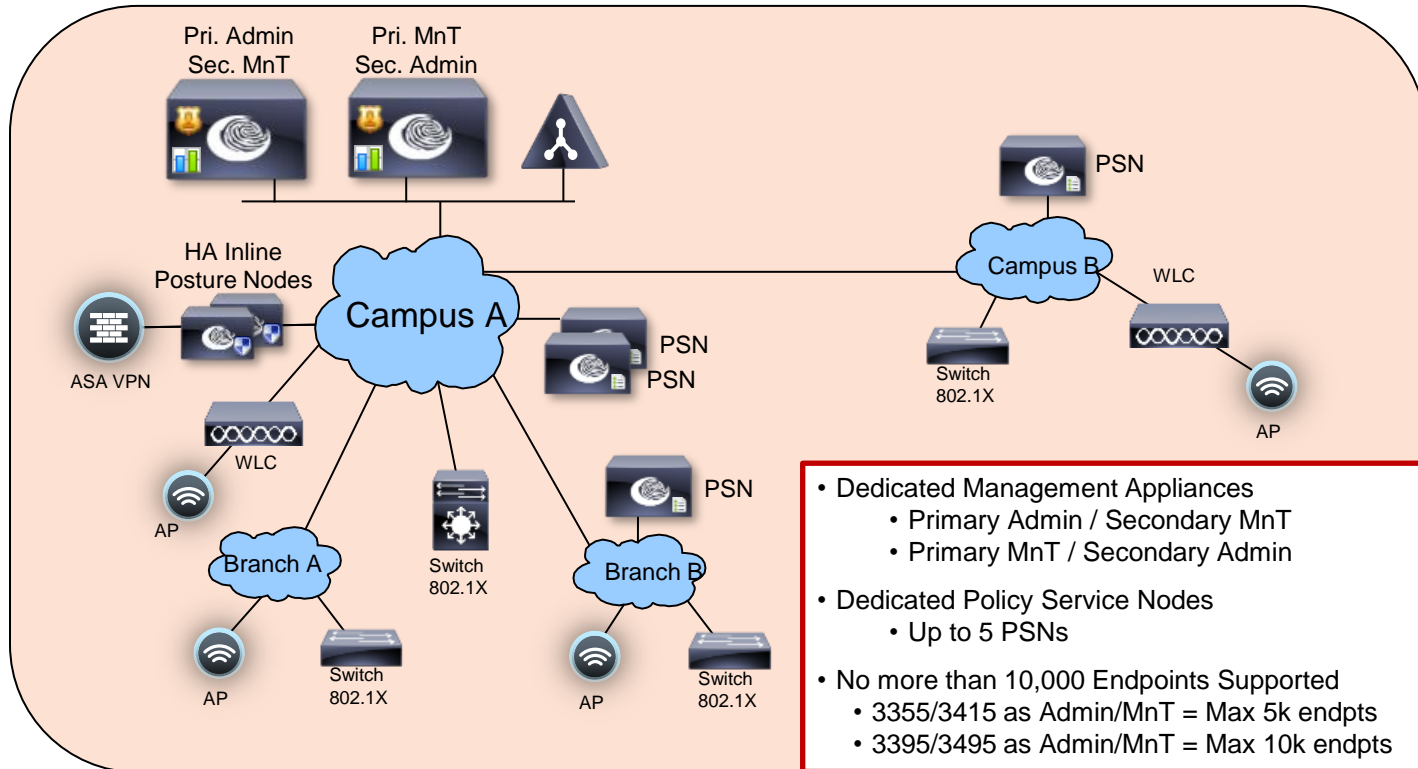 Pri. Admin
Sec. MnT
Pri. MnT
Sec. Admin
PSN
HA Inline
Posture Nodes
Campus A
Campus B
WLC
ASA VPN
PSN
PSN
Switch
802.1X
AP
WLC
AP
PSN
Branch A
Switch
802.1X
Branch B
AP
Switch
802.1X
AP
Switch
802.1X
• Dedicated Management Appliances
• Primary Admin / Secondary MnT
• Primary MnT / Secondary Admin
• Dedicated Policy Service Nodes
• Up to 5 PSNs
• No more than 10,000 Endpoints Supported
• 3355/3415 as Admin/MnT = Max 5k endpts
• 3395/3495 as Admin/MnT = Max 10k endpts